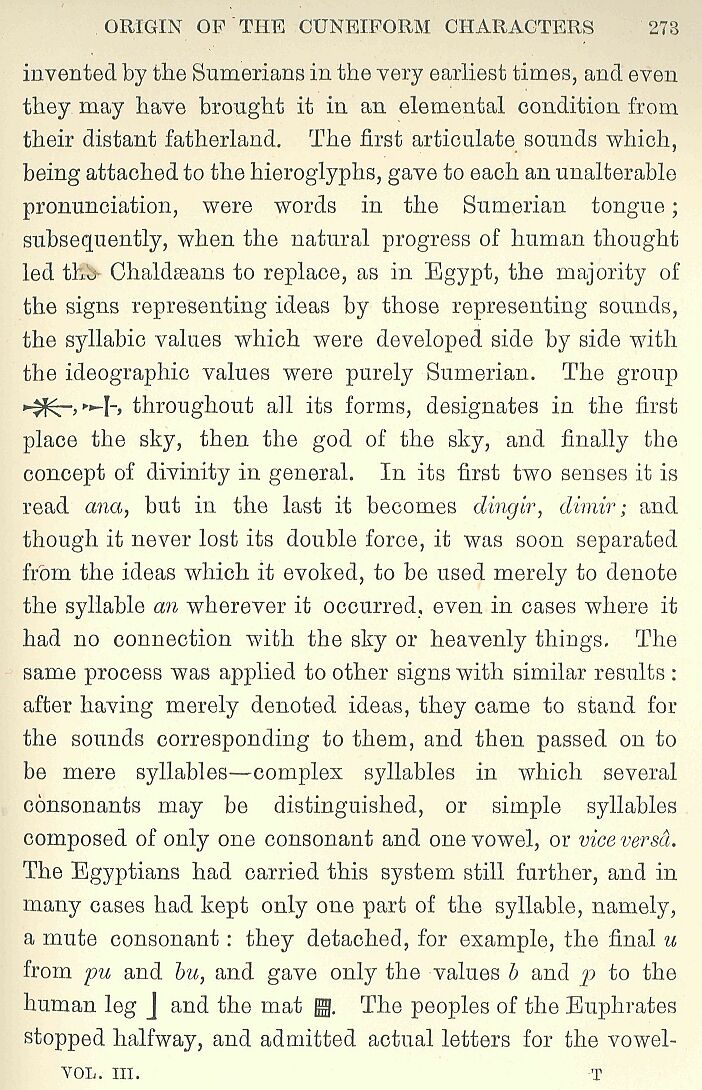 ORIGIN OF THE CUNEIFORM CHARACTERS 273
invented by the Sumerians in the very earliest times, and even
they may have brought it in an elemental condition from
their distant fatherland. The first articulate sounds which,
being attached to the hieroglyphs, gave to each an unalterable
pronunciation, were words in the Sumerian tongue;
subsequently, when the natural progress of human thought
led the Chaldæans to replace, as in Egypt, the majority of
the signs representing ideas by those representing sounds,
the syllabic values which were developed side by side with
the ideographic values were purely Sumerian. The group
𒀭, 𒀸, throughout all its forms, designates in the first
place the sky, then the god of the sky, and finally the
concept of divinity in general. In its first two senses it is
read ana, but in the last it becomes dingir, dimir; and
though it never lost its double force, it was soon separated
from the ideas which it evoked, to be used merely to denote
the syllable an wherever it occurred, even in cases where it
had no connection with the sky or heavenly things. The
same process was applied to other signs with similar results:
after having merely denoted ideas, they came to stand for
the sounds corresponding to them, and then passed on to
be mere syllables—complex syllables in which several
consonants may be distinguished, or simple syllables
composed of only one consonant and one vowel, or vice versâ.
The Egyptians had carried this system still further, and in
many cases had kept only one part of the syllable, namely,
a mute consonant: they detached, for example, the final u
from pu and bu, and gave only the values b and p to the
human leg 𓃀 and the mat 𓊪. The peoples of the Euphrates
stopped halfway, and admitted actual letters for the vowel-
VOL. III. T